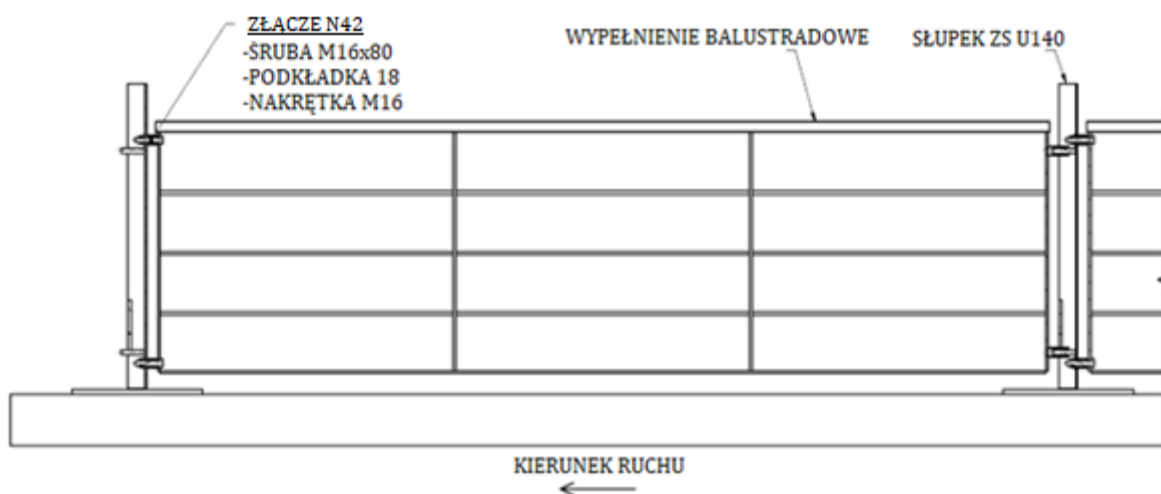 ZŁĄCZE N42
-ŚRUBA M16x80
-PODKŁADKA 18
-NAKRĘTKA M16
WYPEŁNIENIE BALUSTRADOWE
SŁUPEK ZS U140
KIERUNEK RUCHU